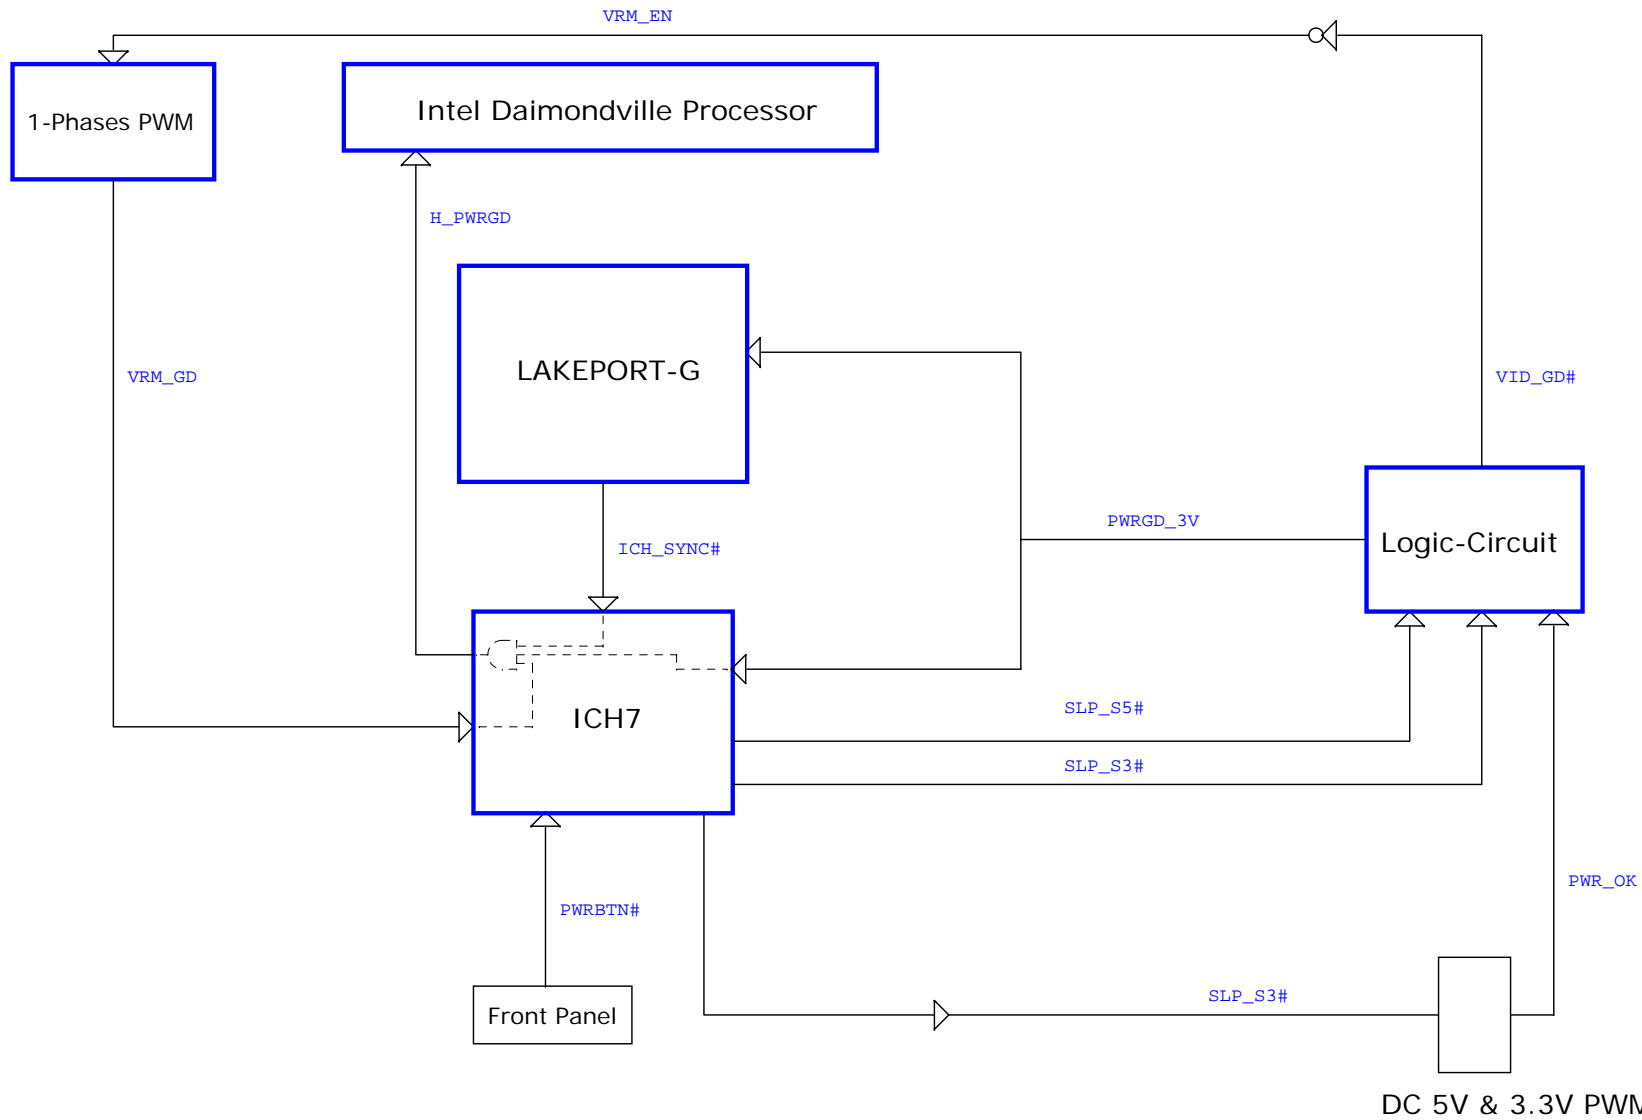 VRM_EN
1-Phases PWM
Intel Daimondville Processor
H_PWRGD
LAKEPORT-G
VRM_GD
VID_GD#
PWRGD_3V
Logic-Circuit
ICH_SYNC#
SLP_S5#
ICH7
SLP_S3#
PWR_OK
PWRBTN#
SLP_S3#
Front Panel
DC 5V & 3.3V PWM